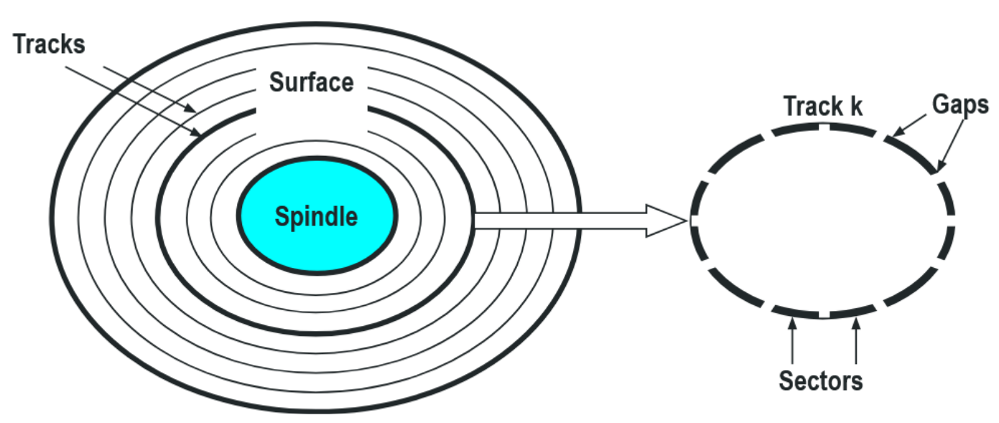 Tracks
Surface
Spindle
Track k
Gaps
Sectors